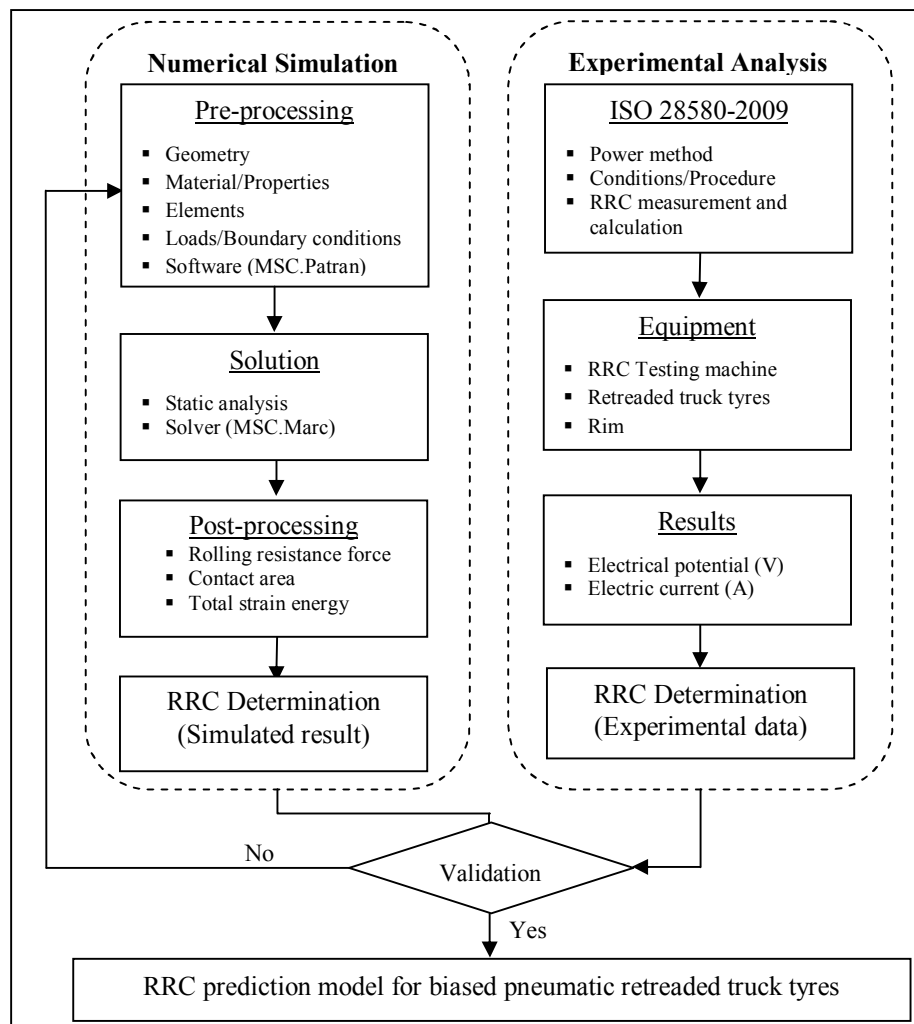 Numerical Simulation
Pre-processing
▪ Geometry
▪ Material/Properties
▪ Elements
▪ Loads/Boundary conditions
▪ Software (MSC.Patran)
Solution
▪ Static analysis
▪ Solver (MSC.Marc)
Post-processing
▪ Rolling resistance force
▪ Contact area
▪ Total strain energy
RRC Determination
(Simulated result)
Experimental Analysis
ISO 28580-2009
▪ Power method
▪ Conditions/Procedure
▪ RRC measurement and
calculation
Equipment
▪ RRC Testing machine
▪ Retreaded truck tyres
▪ Rim
Results
▪ Electrical potential (V)
▪ Electric current (A)
RRC Determination
(Experimental data)
No
Validation
Yes
RRC prediction model for biased pneumatic retreaded truck tyres